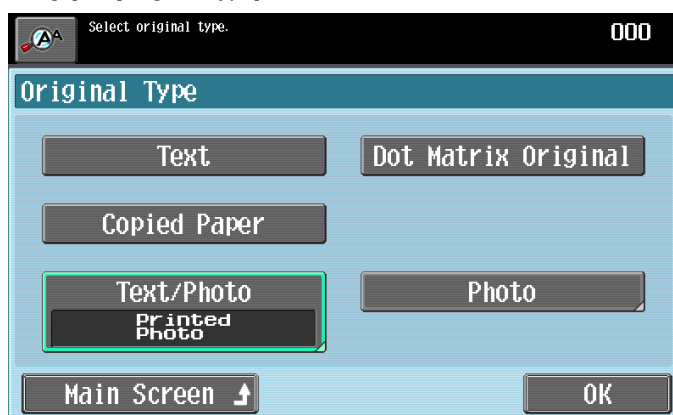 Select original type.
000
Original Type
Text
Dot Matrix Original
Copied Paper
Text/Photo
Printed
Photo
Photo
Main Screen
OK